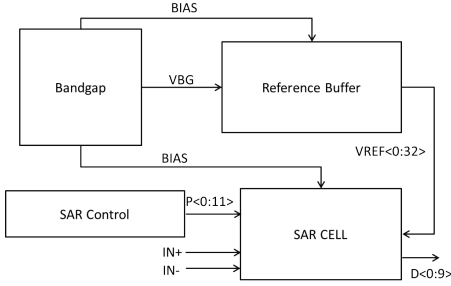 BIAS
Bandgap
VBG
Reference Buffer
VREF<0:32>
BIAS
SAR Control
P<0:11>
SAR CELL
IN+
IN-
D<0:9>